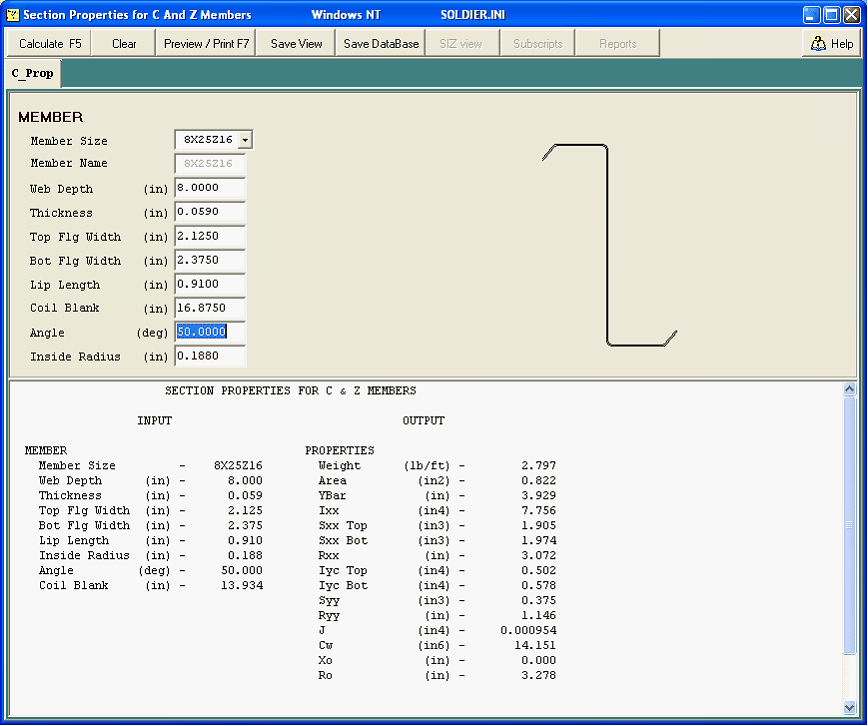 Section Properties for C And Z Members Windows NT SOLDIER.INI
Calculate F5 Clear Preview / Print F7 Save View Save DataBase SIZ view Subscripts Reports Help
C_Prop
MEMBER
Member Size 8X25Z16
Member Name 8X25Z16
Web Depth (in) 8.0000
Thickness (in) 0.0590
Top Flg Width (in) 2.1250
Bot Flg Width (in) 2.3750
Lip Length (in) 0.9100
Coil Blank (in) 16.8750
Angle (deg) 50.0000
Inside Radius (in) 0.1880
SECTION PROPERTIES FOR C & Z MEMBERS
INPUT OUTPUT
MEMBER PROPERTIES
Member Size - 8X25Z16 Weight (lb/ft) - 2.797
Web Depth (in) - 8.000 Area (in2) - 0.822
Thickness (in) - 0.059 YBar (in) - 3.929
Top Flg Width (in) - 2.125 Ixx (in4) - 7.756
Bot Flg Width (in) - 2.375 Sxx Top (in3) - 1.905
Lip Length (in) - 0.910 Sxx Bot (in3) - 1.974
Inside Radius (in) - 0.188 Rxx (in) - 3.072
Angle (deg) - 50.000 Iyc Top (in4) - 0.502
Coil Blank (in) - 13.934 Iyc Bot (in4) - 0.578
Syy (in3) - 0.375
Ryy (in) - 1.146
J (in4) - 0.000954
Cw (in6) - 14.151
Xo (in) - 0.000
Ro (in) - 3.278